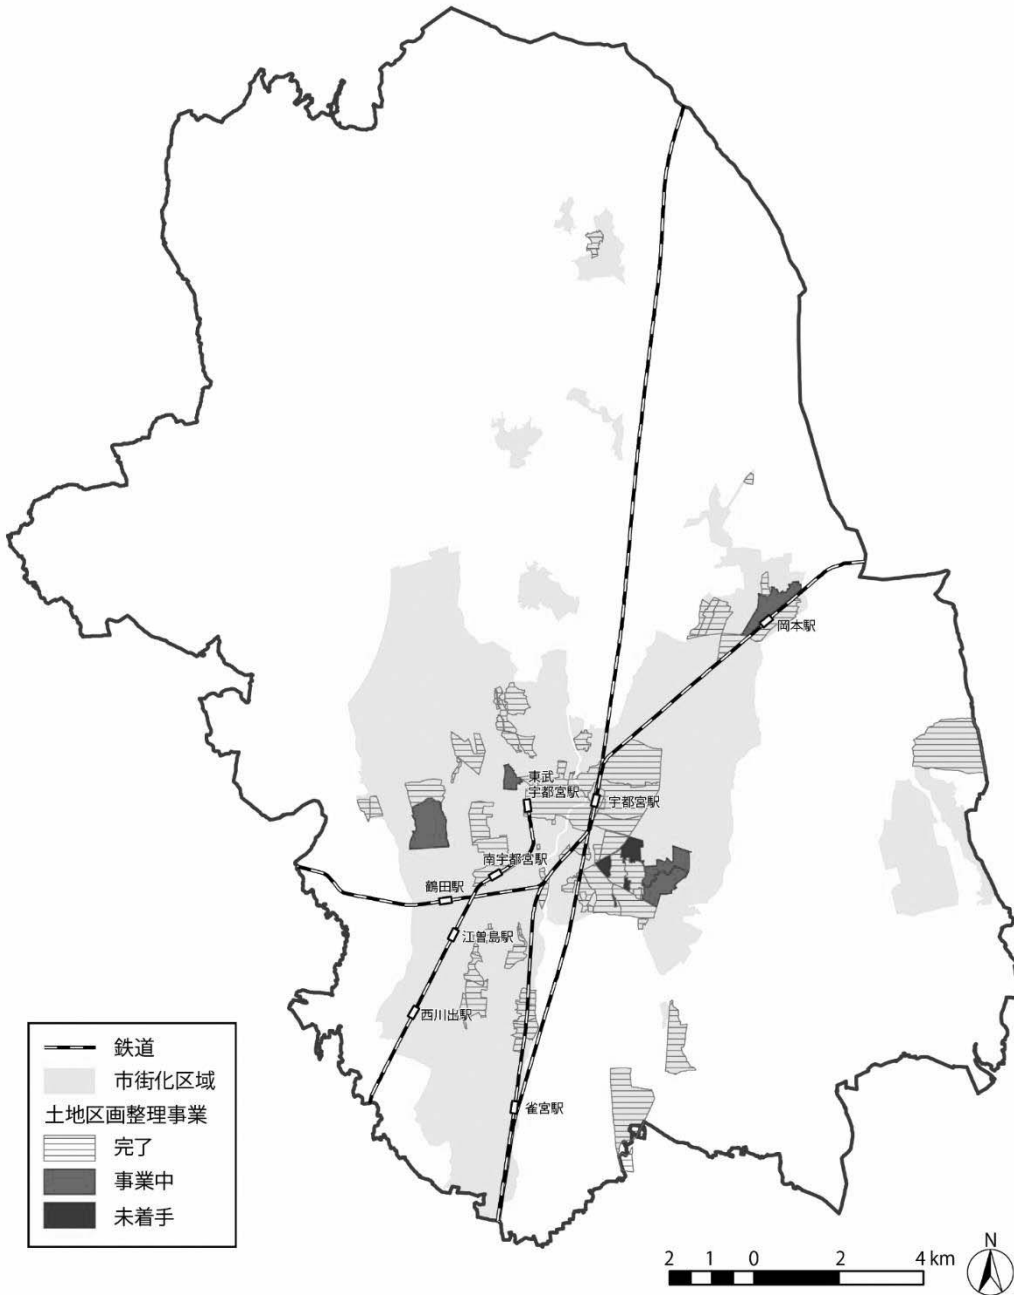 岡本駅
東武
宇都宮駅
宇都宮駅
南宇都宮駅
鶴田駅
江曽島駅
西川出駅
雀宮駅
鉄道
市街化区域
土地区画整理事業
完了
事業中
未着手
2 1 0 2 4 km
N